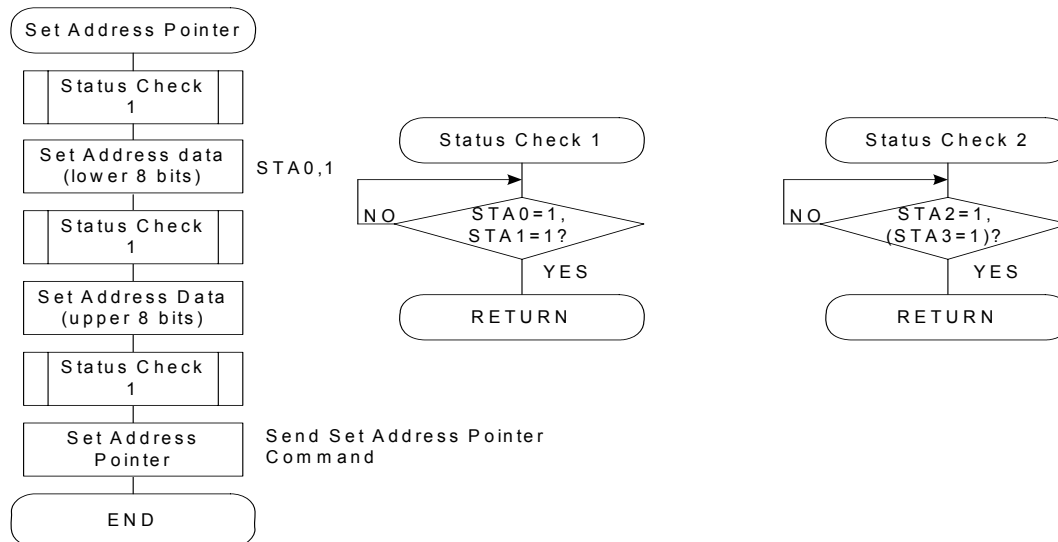 Set Address Pointer
Status Check
1
Set Address data
(lower 8 bits)
STA0,1
Status Check
1
Set Address Data
(upper 8 bits)
Status Check
1
Set Address
Pointer
Send Set Address Pointer
Command
END
Status Check 1
NO
STA0=1,
STA1=1?
YES
RETURN
Status Check 2
NO
STA2=1,
(STA3=1)?
YES
RETURN